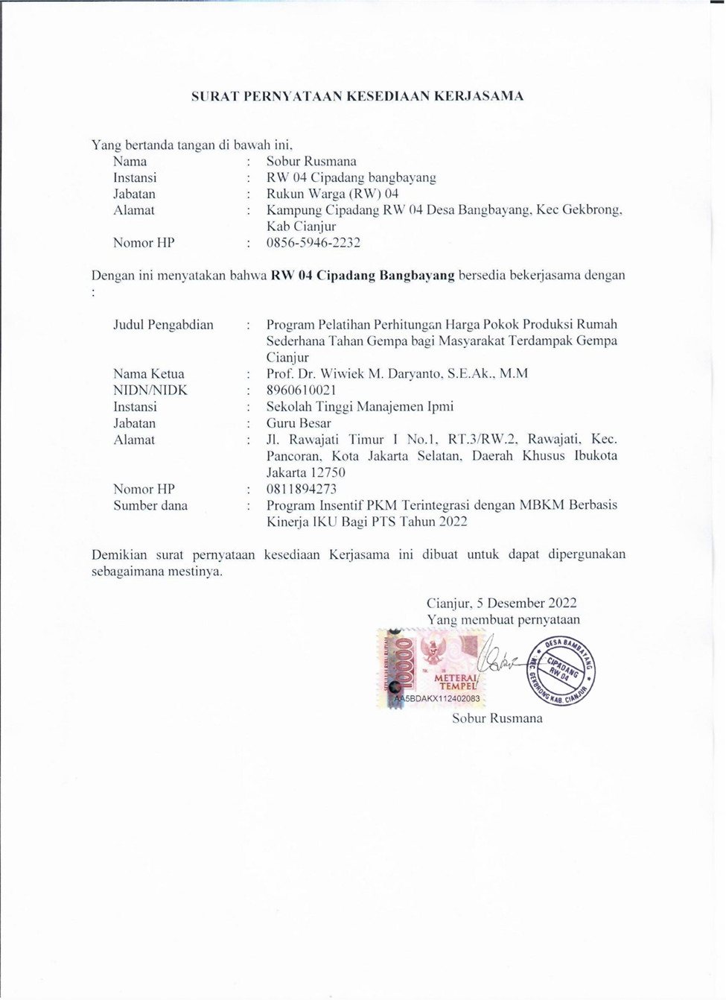 SURAT PERNYATAAN KESEDIAAN KERJASAMA
Yang bertanda tangan di bawah ini,
Nama : Sobur Rusmana
Instansi : RW 04 Cipadang bangbayang
Jabatan : Rukun Warga (RW) 04
Alamat : Kampung Cipadang RW 04 Desa Bangbayang, Kec Gekbrong,
Kab Cianjur
Nomor HP : 0856-5946-2232
Dengan ini menyatakan bahwa RW 04 Cipadang Bangbayang bersedia bekerjasama dengan
:
Judul Pengabdian : Program Pelatihan Perhitungan Harga Pokok Produksi Rumah
Sederhana Tahan Gempa bagi Masyarakat Terdampak Gempa
Cianjur
Nama Ketua : Prof. Dr. Wiwiek M. Daryanto, S.E.Ak., M.M
NIDN/NIDK : 8960610021
Instansi : Sekolah Tinggi Manajemen Ipmi
Jabatan : Guru Besar
Alamat : Jl. Rawajati Timur I No.1, RT.3/RW.2, Rawajati, Kec.
Pancoran, Kota Jakarta Selatan, Daerah Khusus Ibukota
Jakarta 12750
Nomor HP : 0811894273
Sumber dana : Program Insentif PKM Terintegrasi dengan MBKM Berbasis
Kinerja IKU Bagi PTS Tahun 2022
Demikian surat pernyataan kesediaan Kerjasama ini dibuat untuk dapat dipergunakan
sebagaimana mestinya.
Cianjur, 5 Desember 2022
Yang membuat pernyataan
SEPULUH RIBU RUPIAH
10000
METERAI
TEMPEL
AA5BDAKX112402083
DESA BAMBAYANG
CIPADANG
RW 04
KEC. GEKBRONG KAB. CIANJUR
Sobur Rusmana